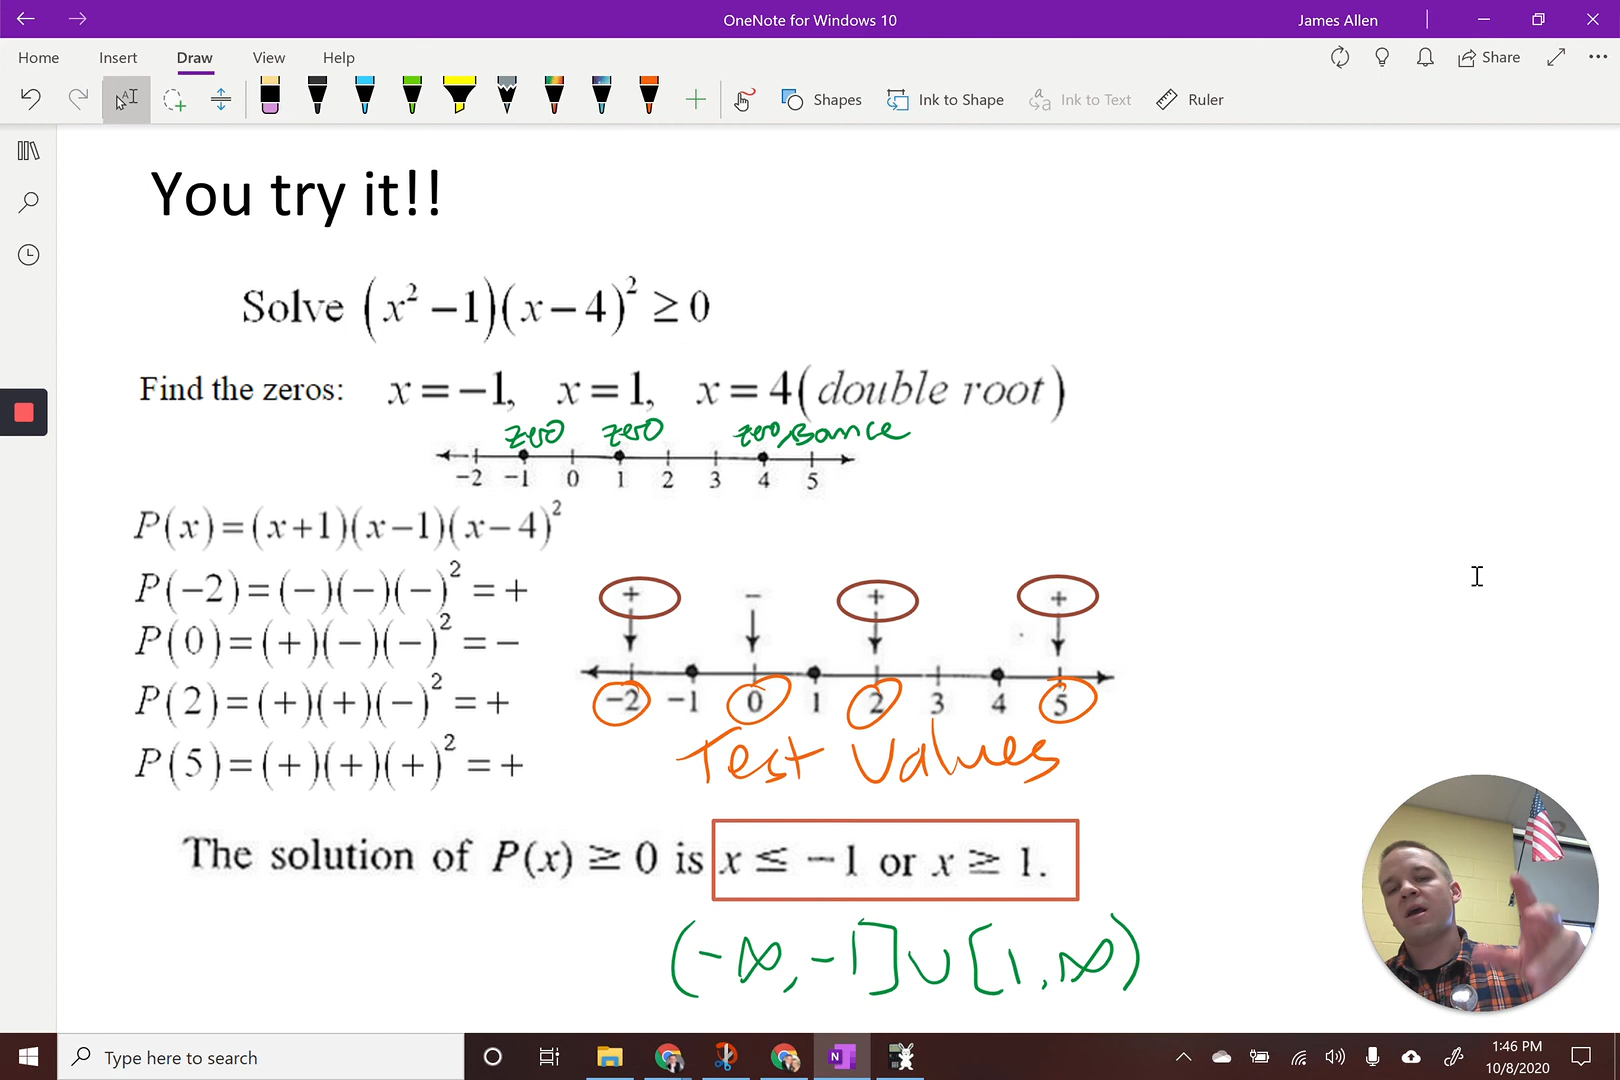 OneNote for Windows 10
James Allen
Home Insert Draw View Help
Share
Shapes Ink to Shape Ink to Text Ruler
You try it!!
Solve (x² −1)(x−4)² ≥ 0
Find the zeros: x = −1, x = 1, x = 4 (double root)
zero zero zero, Bounce
−2 −1 0 1 2 3 4 5
P(x) = (x+1)(x−1)(x−4)²
P(−2) = (−)(−)(−)² = +
P(0) = (+)(−)(−)² = −
P(2) = (+)(+)(−)² = +
P(5) = (+)(+)(+)² = +
+ − + +
−2 −1 0 1 2 3 4 5
Test Values
The solution of P(x) ≥ 0 is x ≤ −1 or x ≥ 1.
(-∞, -1] ∪ [1, ∞)
Type here to search
1:46 PM
10/8/2020